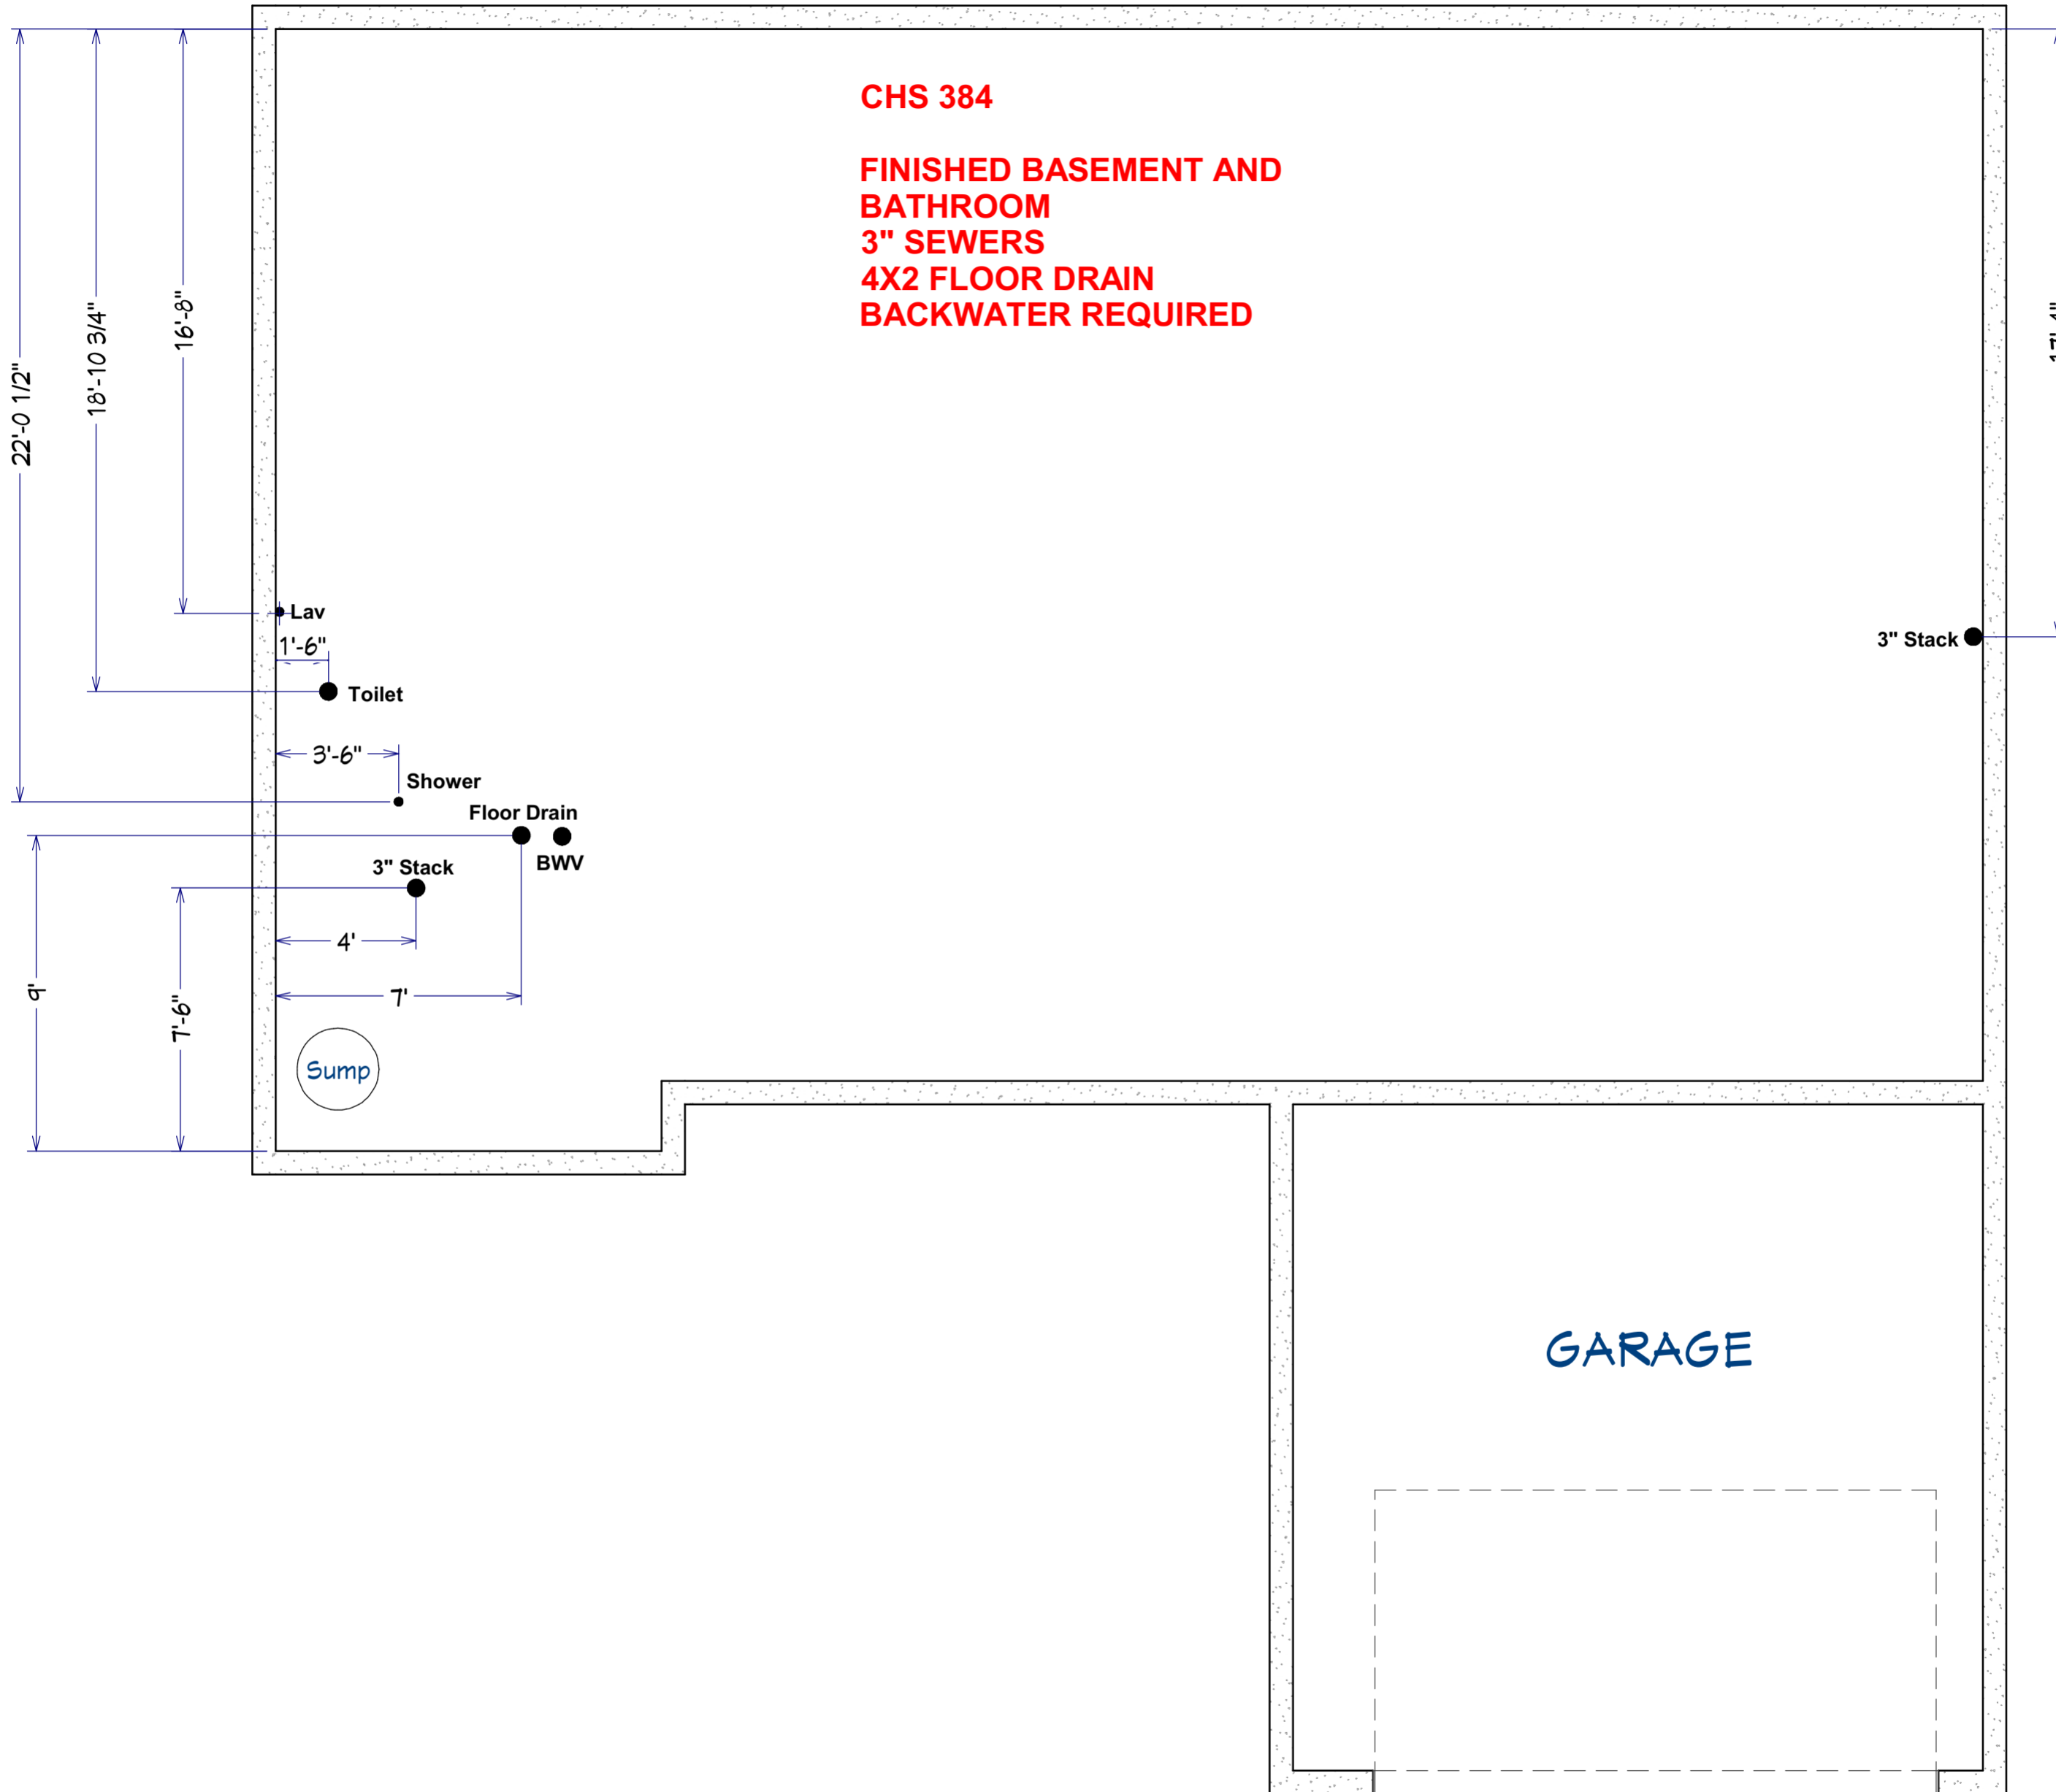 CHS 384
FINISHED BASEMENT AND
BATHROOM
3" SEWERS
4X2 FLOOR DRAIN
BACKWATER REQUIRED
22'-0 1/2"
18'-10 3/4"
16'-8"
Lav
1'-6"
3" Stack
Toilet
3'-6"
Shower
Floor Drain
BWV
3" Stack
4'
7'
9'
7'-6"
Sump
GARAGE